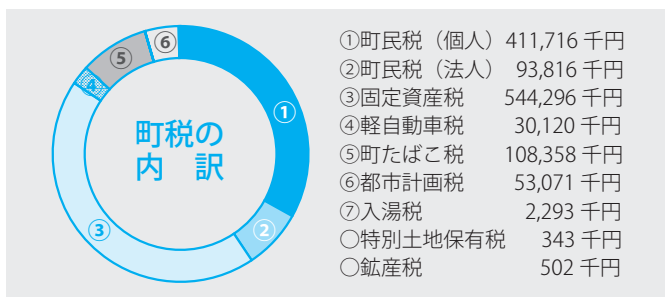 町税の
内 訳
①
②
③
④
⑤
⑥
①町民税（個人）411,716 千円
②町民税（法人） 93,816 千円
③固定資産税 544,296 千円
④軽自動車税 30,120 千円
⑤町たばこ税 108,358 千円
⑥都市計画税 53,071 千円
⑦入湯税 2,293 千円
○特別土地保有税 343 千円
○鉱産税 502 千円